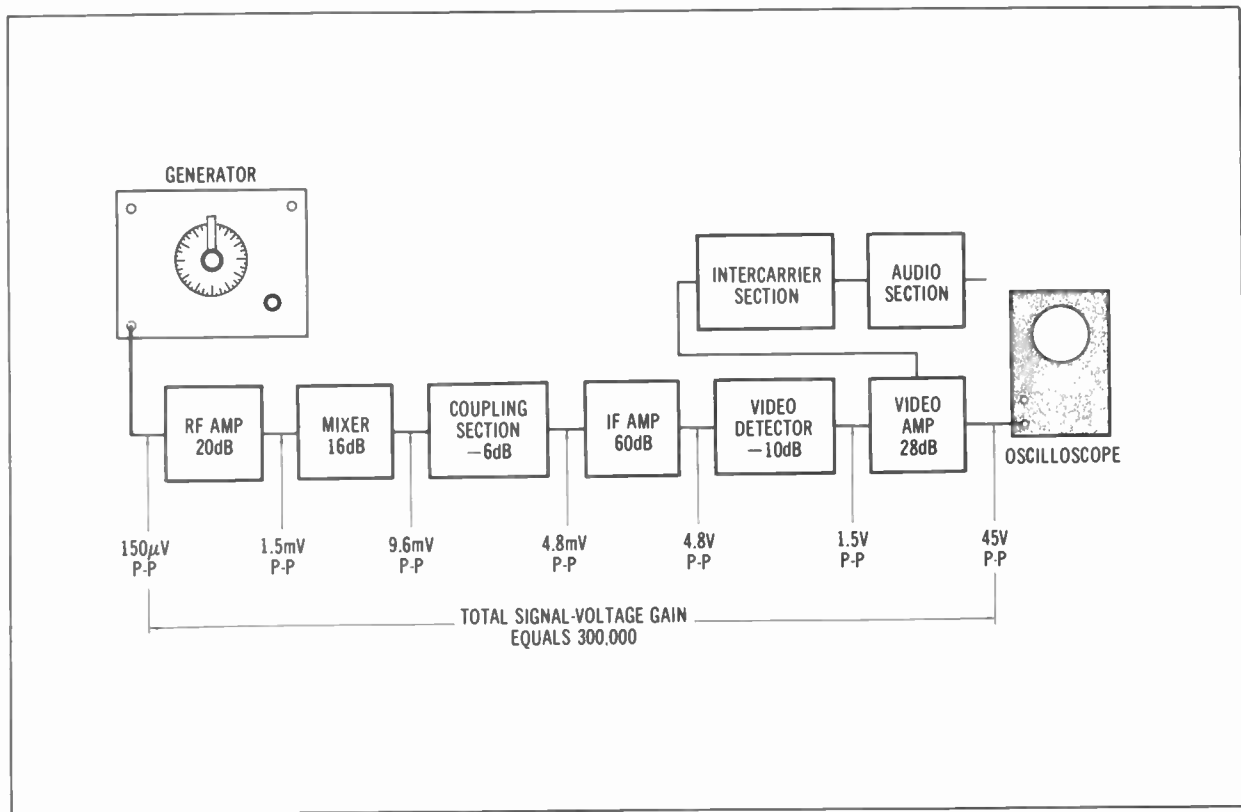 GENERATOR
INTERCARRIER
SECTION
AUDIO
SECTION
RF AMP
20dB
MIXER
16dB
COUPLING
SECTION
—6dB
IF AMP
60dB
VIDEO
DETECTOR
—10dB
VIDEO
AMP
28dB
OSCILLOSCOPE
150μV
P-P
1.5mV
P-P
9.6mV
P-P
4.8mV
P-P
4.8V
P-P
1.5V
P-P
45V
P-P
TOTAL SIGNAL-VOLTAGE GAIN
EQUALS 300,000